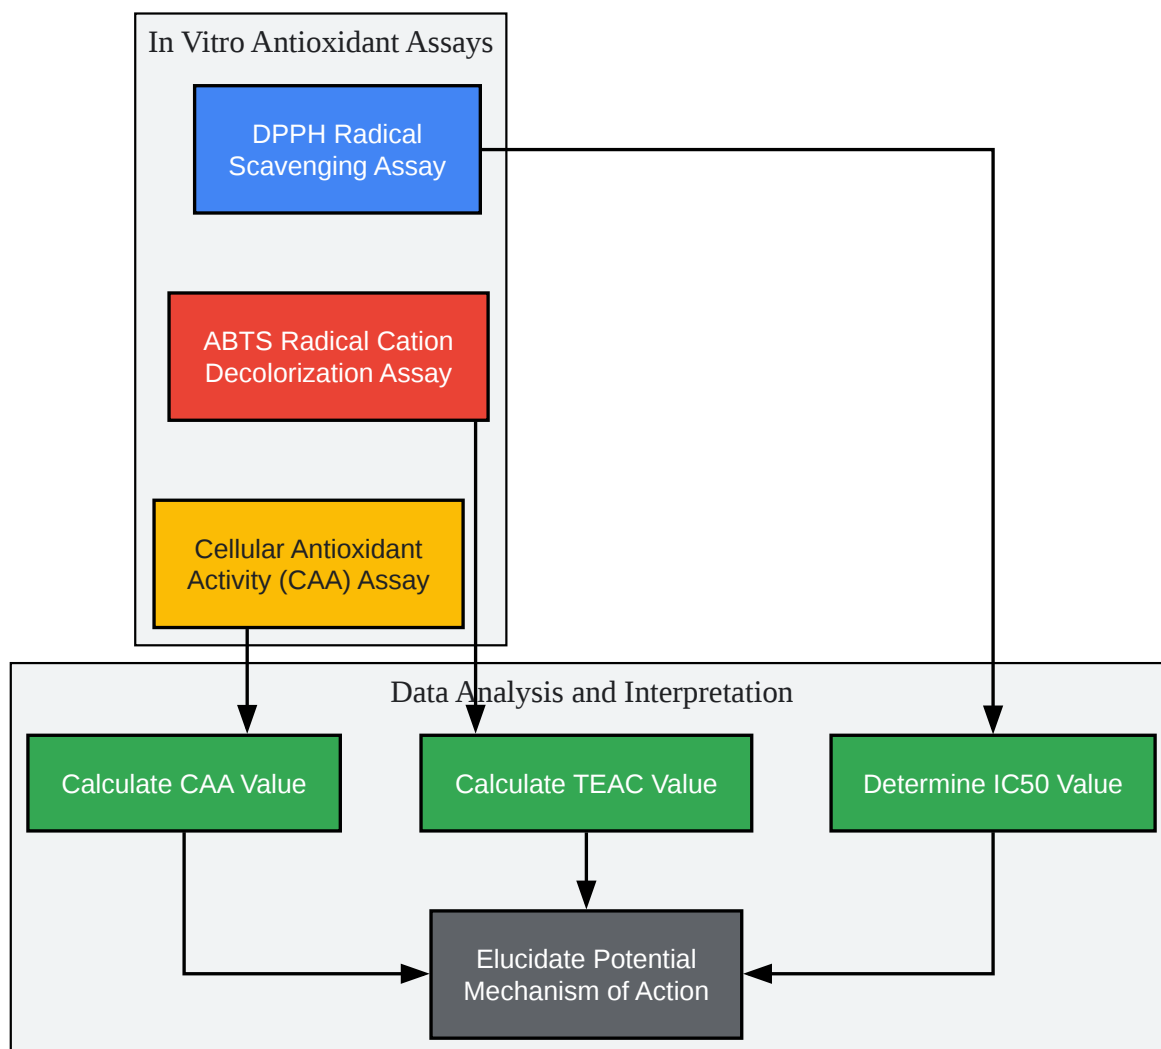 In Vitro Antioxidant Assays
DPPH Radical
Scavenging Assay
ABTS Radical Cation
Decolorization Assay
Cellular Antioxidant
Activity (CAA) Assay
Data Analysis and Interpretation
Calculate CAA Value
Calculate TEAC Value
Determine IC50 Value
Elucidate Potential
Mechanism of Action